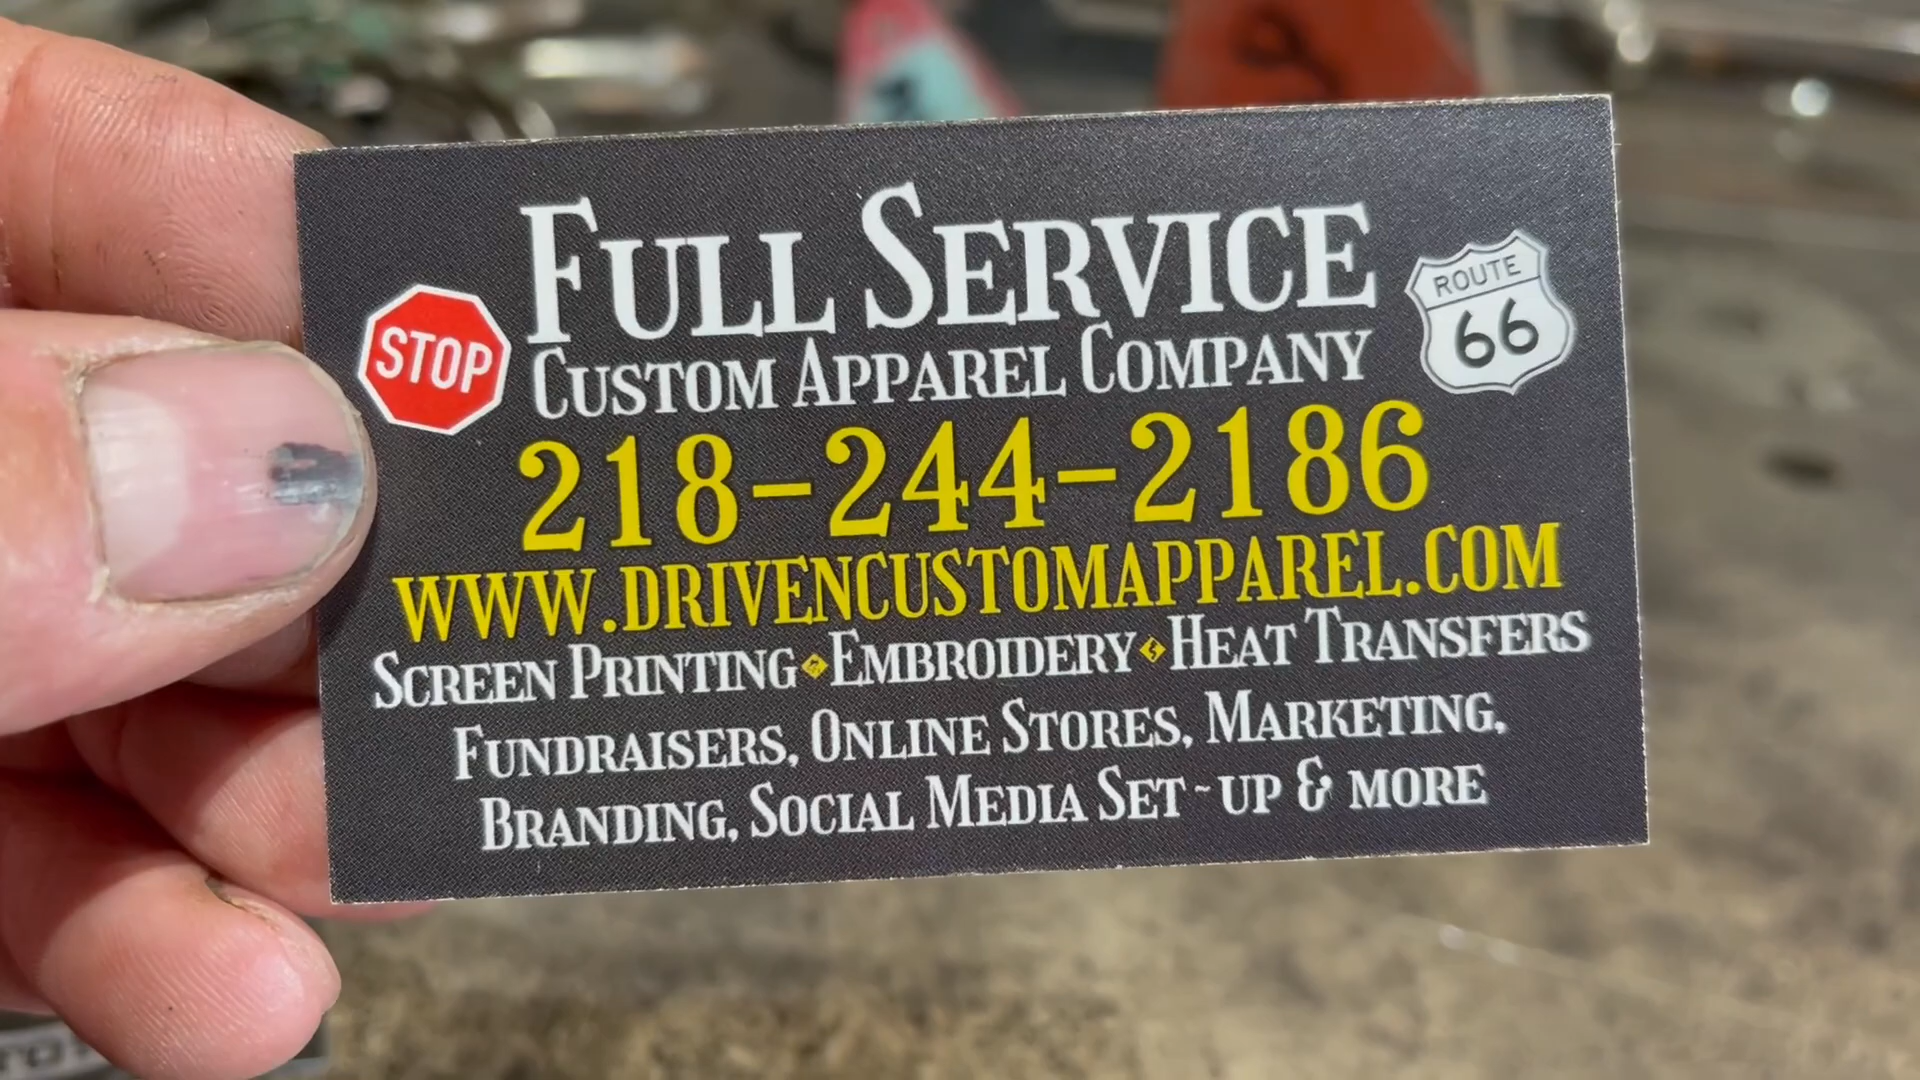 FULL SERVICE
CUSTOM APPAREL COMPANY
STOP
ROUTE
66
218-244-2186
WWW.DRIVENCUSTOMAPPAREL.COM
SCREEN PRINTING EMBROIDERY HEAT TRANSFERS
FUNDRAISERS, ONLINE STORES, MARKETING,
BRANDING, SOCIAL MEDIA SET-UP & MORE